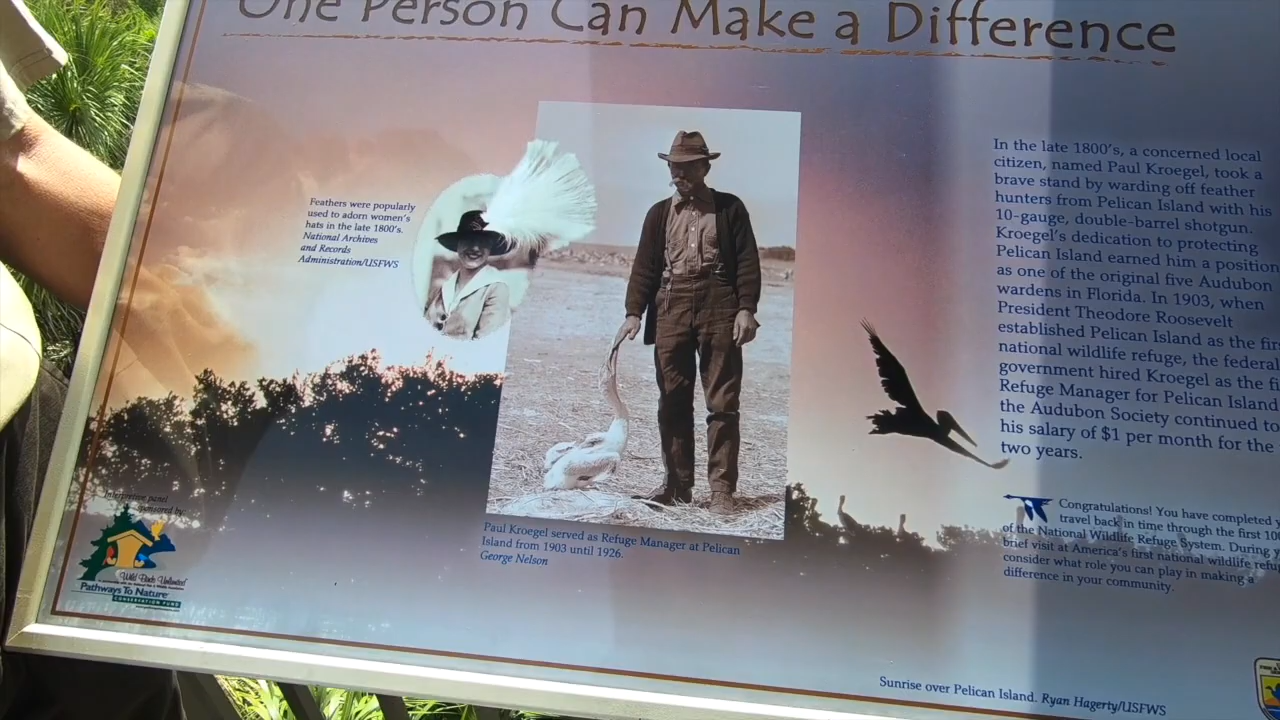 One Person Can Make a Difference
Feathers were popularly
used to adorn women's
hats in the late 1800's.
National Archives
and Records
Administration/USFWS
In the late 1800's, a concerned local
citizen, named Paul Kroegel, took a
brave stand by warding off feather
hunters from Pelican Island with his
10-gauge, double-barrel shotgun.
Kroegel's dedication to protecting
Pelican Island earned him a position
as one of the original five Audubon
wardens in Florida. In 1903, when
President Theodore Roosevelt
established Pelican Island as the
national wildlife refuge, the federal
government hired Kroegel as the
Refuge Manager for Pelican Island
the Audubon Society continued to
his salary of $1 per month for the
two years.
Paul Kroegel served as Refuge Manager at Pelican
Island from 1903 until 1926.
George Nelson
Congratulations! You have completed
travel back in time through the first
of the National Wildlife Refuge System. During
brief visit at America's first national wildlife
consider what role you can play in making a
difference in your community.
Interpretive panel
sponsored by:
Wild Birds Unlimited
Pathways To Nature
CONSERVATION FUND
Sunrise over Pelican Island. Ryan Hagerty/USFWS